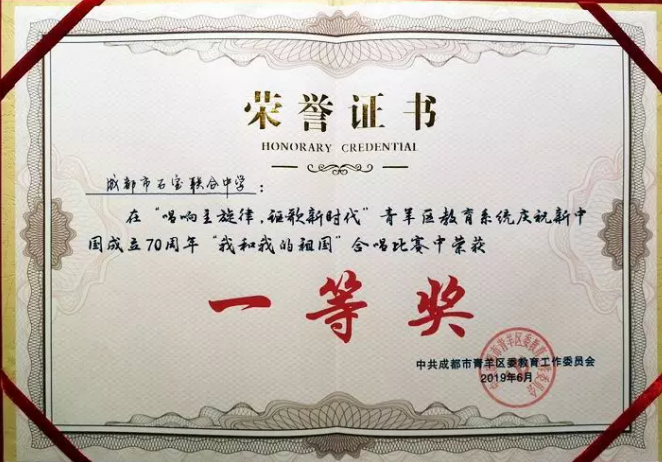 荣誉证书
HONORARY CREDENTIAL
成都市石室联合中学:
在“唱响主旋律,讴歌新时代”青羊区教育系统庆祝新中
国成立70周年“我和我的祖国”合唱比赛中荣获
一等奖
中共成都市青羊区委教育工作委员会
2019年6月